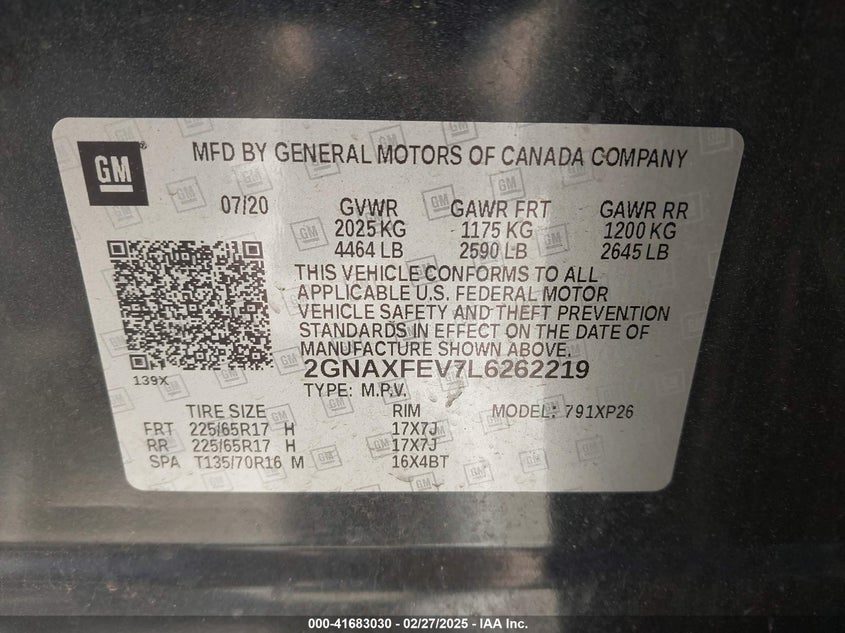 GM
MFD BY GENERAL MOTORS OF CANADA COMPANY
07/20 GVWR GAWR FRT GAWR RR
2025 KG 1175 KG 1200 KG
4464 LB 2590 LB 2645 LB
THIS VEHICLE CONFORMS TO ALL
APPLICABLE U.S. FEDERAL MOTOR
VEHICLE SAFETY AND THEFT PREVENTION
STANDARDS IN EFFECT ON THE DATE OF
MANUFACTURE SHOWN ABOVE.
2GNAXFEV7L6262219
139X
TYPE: M.P.V.
TIRE SIZE RIM MODEL: 791XP26
FRT 225/65R17 H 17X7J
RR 225/65R17 H 17X7J
SPA T135/70R16 M 16X4BT
000-41683030 - 02/27/2025 - IAA Inc.